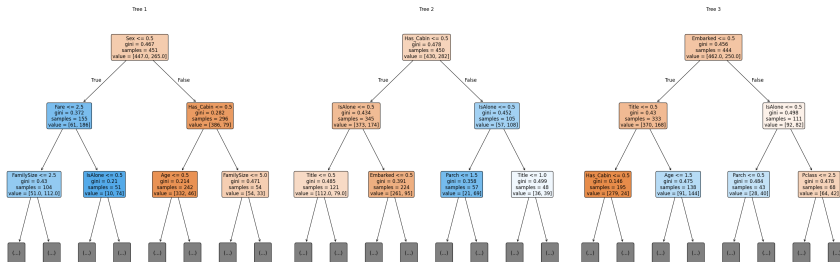 Tree 1
Sex <= 0.5
gini = 0.467
samples = 451
value = [447.0, 265.0]
True
False
Fare <= 2.5
gini = 0.372
samples = 155
value = [61, 186]
Has_Cabin <= 0.5
gini = 0.282
samples = 296
value = [386, 79]
FamilySize <= 2.5
gini = 0.43
samples = 104
value = [51.0, 112.0]
IsAlone <= 0.5
gini = 0.21
samples = 51
value = [10, 74]
Age <= 0.5
gini = 0.214
samples = 242
value = [332, 46]
FamilySize <= 5.0
gini = 0.471
samples = 54
value = [54, 33]
(...)
(...)
(...)
(...)
(...)
(...)
(...)
(...)
Tree 2
Has_Cabin <= 0.5
gini = 0.478
samples = 450
value = [430, 282]
True
False
IsAlone <= 0.5
gini = 0.434
samples = 345
value = [373, 174]
IsAlone <= 0.5
gini = 0.452
samples = 105
value = [57, 108]
Title <= 0.5
gini = 0.485
samples = 121
value = [112.0, 79.0]
Embarked <= 0.5
gini = 0.391
samples = 224
value = [261, 95]
Parch <= 1.5
gini = 0.358
samples = 57
value = [21, 69]
Title <= 1.0
gini = 0.499
samples = 48
value = [36, 39]
(...)
(...)
(...)
(...)
(...)
(...)
(...)
(...)
Tree 3
Embarked <= 0.5
gini = 0.456
samples = 444
value = [462.0, 250.0]
True
False
Title <= 0.5
gini = 0.43
samples = 333
value = [370, 168]
IsAlone <= 0.5
gini = 0.498
samples = 111
value = [92, 82]
Has_Cabin <= 0.5
gini = 0.146
samples = 195
value = [279, 24]
Age <= 1.5
gini = 0.475
samples = 138
value = [91, 144]
Parch <= 0.5
gini = 0.484
samples = 43
value = [28, 40]
Pclass <= 2.5
gini = 0.478
samples = 68
value = [64, 42]
(...)
(...)
(...)
(...)
(...)
(...)
(...)
(...)